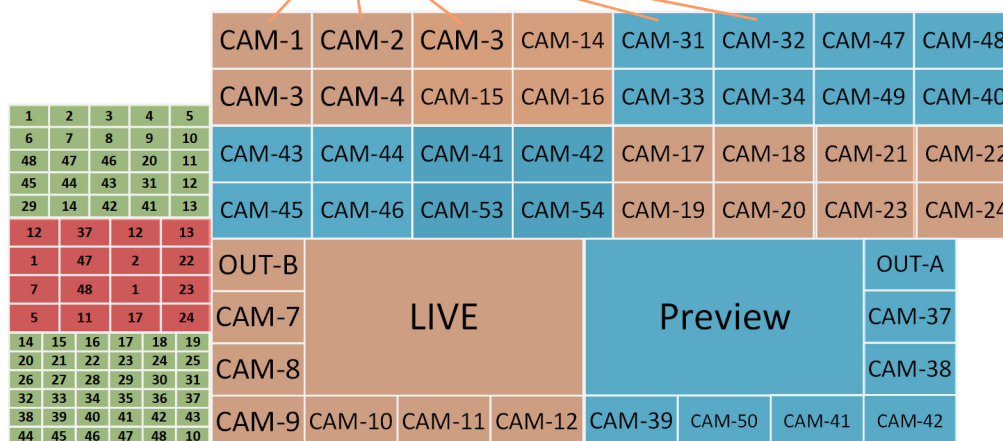 CAM-1 CAM-2 CAM-3 CAM-14 CAM-31 CAM-32 CAM-47 CAM-48
CAM-3 CAM-4 CAM-15 CAM-16 CAM-33 CAM-34 CAM-49 CAM-40
CAM-43 CAM-44 CAM-41 CAM-42 CAM-17 CAM-18 CAM-21 CAM-22
CAM-45 CAM-46 CAM-53 CAM-54 CAM-19 CAM-20 CAM-23 CAM-24
1 2 3 4 5
6 7 8 9 10
48 47 46 20 11
45 44 43 31 12
29 14 42 41 13
12 37 12 13
1 47 2 22
7 48 1 23
5 11 17 24
14 15 16 17 18 19
20 21 22 23 24 25
26 27 28 29 30 31
32 33 34 35 36 37
38 39 40 41 42 43
44 45 46 47 48 10
OUT-B LIVE Preview OUT-A
CAM-7 CAM-37
CAM-8 CAM-38
CAM-9 CAM-10 CAM-11 CAM-12 CAM-39 CAM-50 CAM-41 CAM-42